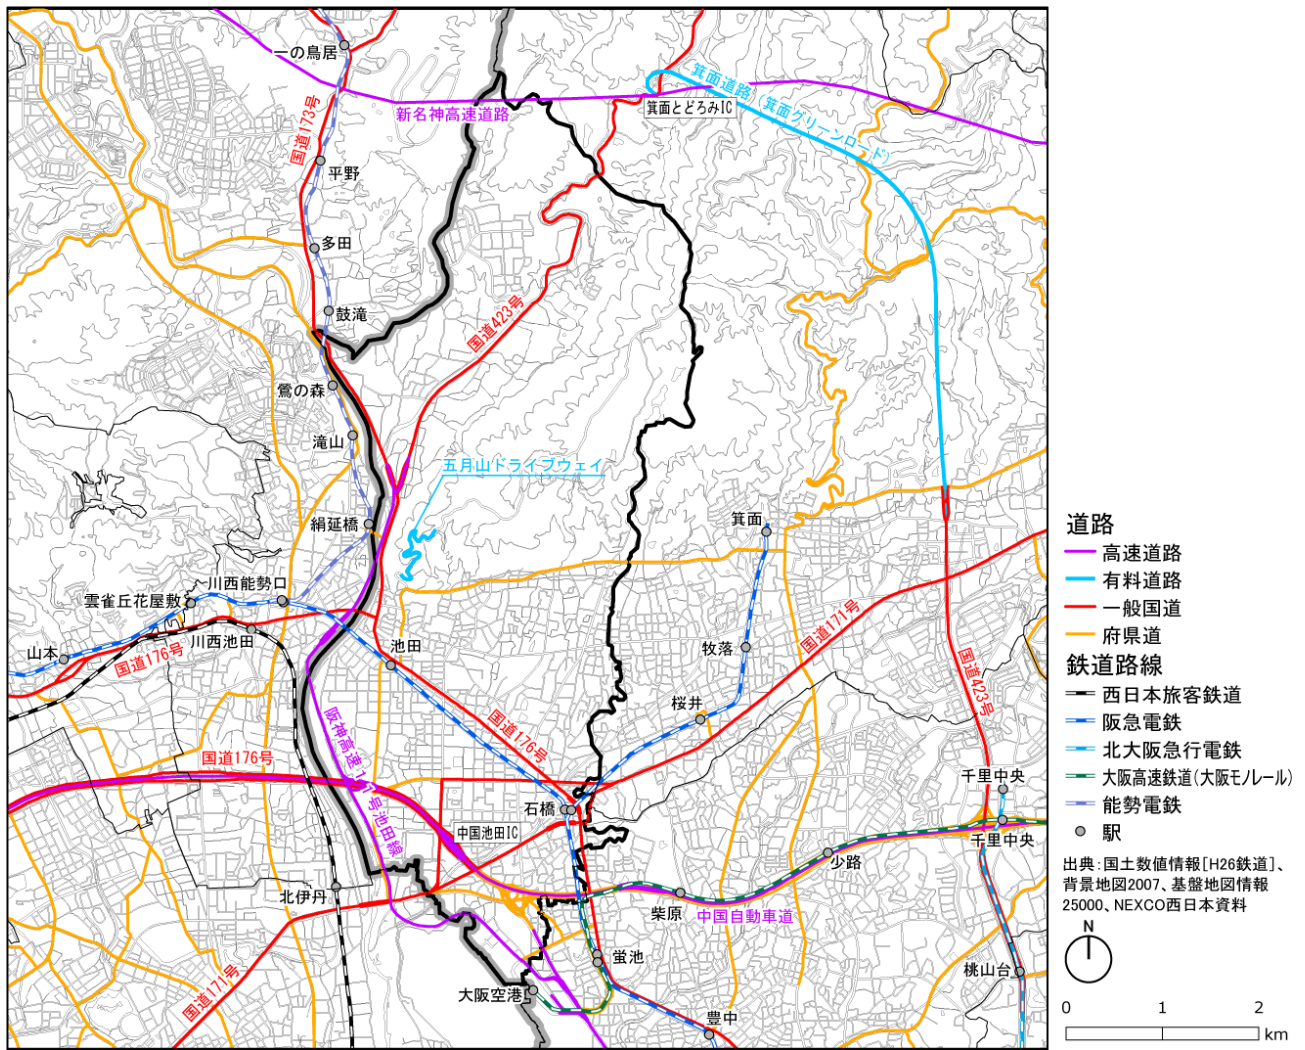 一の鳥居
箕面道路(箕面グリーンロード)
箕面とどろみIC
新名神高速道路
国道173号
平野
多田
鼓滝
国道423号
鶯の森
滝山
五月山ドライブウェイ
絹延橋
箕面
川西能勢口
雲雀丘花屋敷
川西池田
山本
国道176号
池田
牧落
国道171号
国道423号
桜井
阪神高速11号池田線
国道176号
国道176号
千里中央
石橋
中国池田IC
千里中央
少路
北伊丹
柴原
中国自動車道
蛍池
国道171号
大阪空港
桃山台
豊中
道路
高速道路
有料道路
一般国道
府県道
鉄道路線
西日本旅客鉄道
阪急電鉄
北大阪急行電鉄
大阪高速鉄道(大阪モノレール)
能勢電鉄
駅
出典:国土数値情報[H26鉄道]、
背景地図2007、基盤地図情報
25000、NEXCO西日本資料
N
0 1 2
km